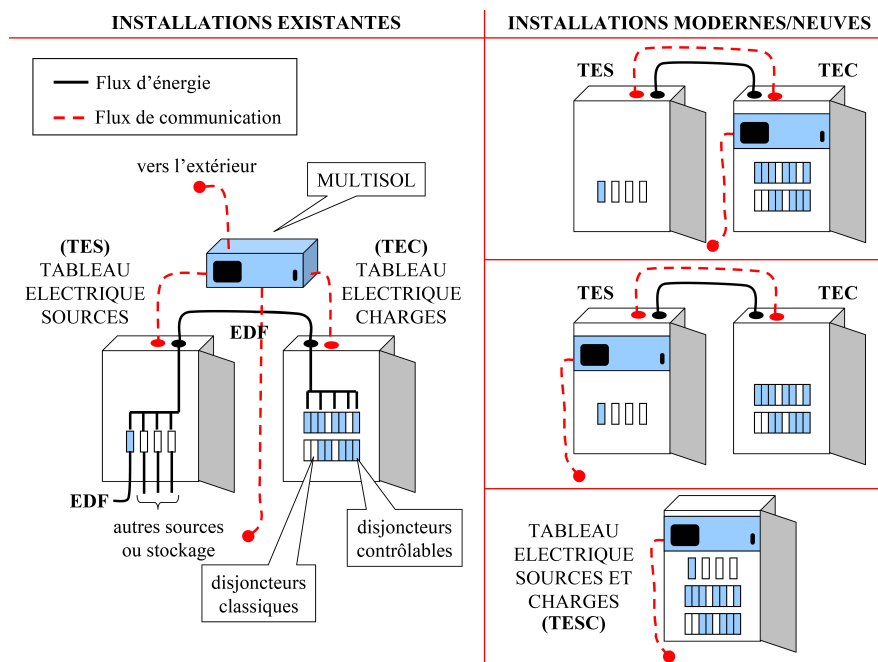 INSTALLATIONS EXISTANTES
Flux d'énergie
Flux de communication
vers l'extérieur
MULTISOL
(TES)
TABLEAU
ELECTRIQUE
SOURCES
(TEC)
TABLEAU
ELECTRIQUE
CHARGES
EDF
EDF
autres sources
ou stockage
disjoncteurs
classiques
disjoncteurs
contrôlables
INSTALLATIONS MODERNES/NEUVES
TES
TEC
TES
TEC
TABLEAU
ELECTRIQUE
SOURCES ET
CHARGES
(TESC)